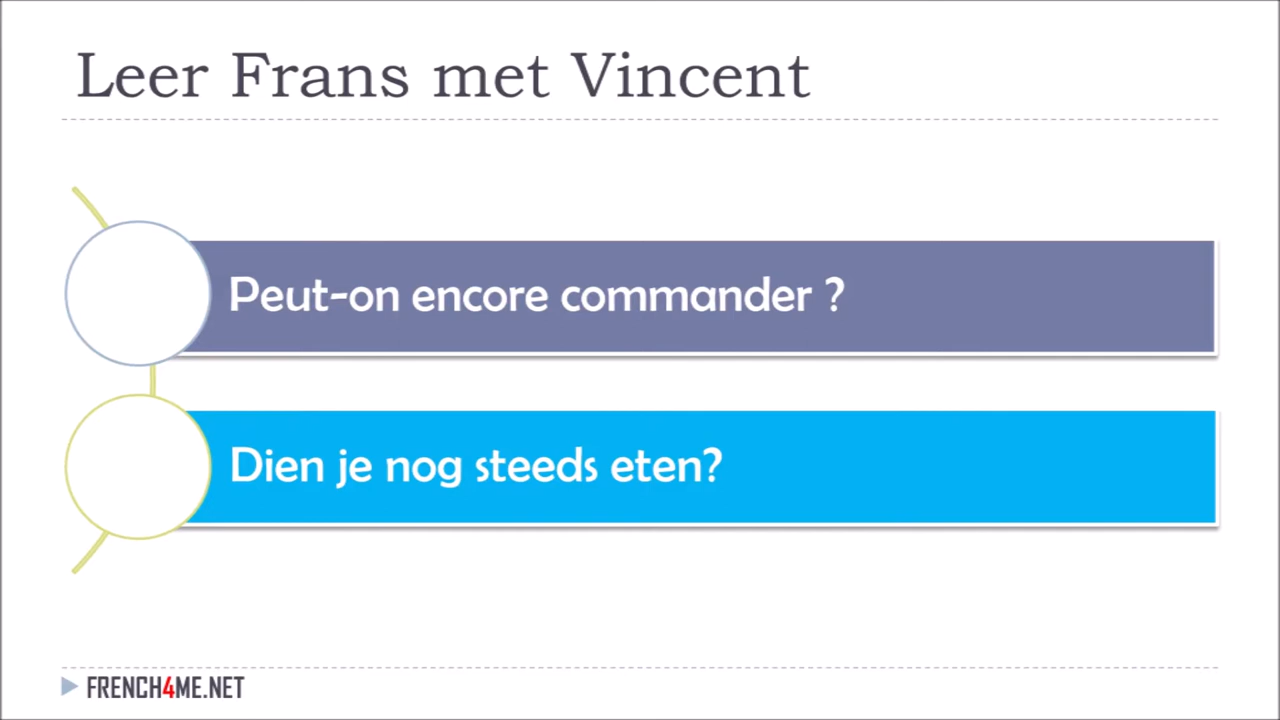 Leer Frans met Vincent
Peut-on encore commander ?
Dien je nog steeds eten?
FRENCH4ME.NET